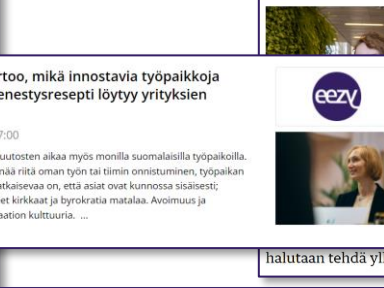 rtoo, mikä innostavia työpaikkoja
enestysresepti löytyy yrityksien
7:00
uutosten aikaa myös monilla suomalaisilla työpaikoilla.
nää riitä oman työn tai tiimin onnistuminen, työpaikan
atkaisevaa on, että asiat ovat kunnossa sisäisesti;
et kirkkaat ja byrokratia matalaa. Avoimuus ja
aation kulttuuria. ...
eezy
halutaan tehdä yl